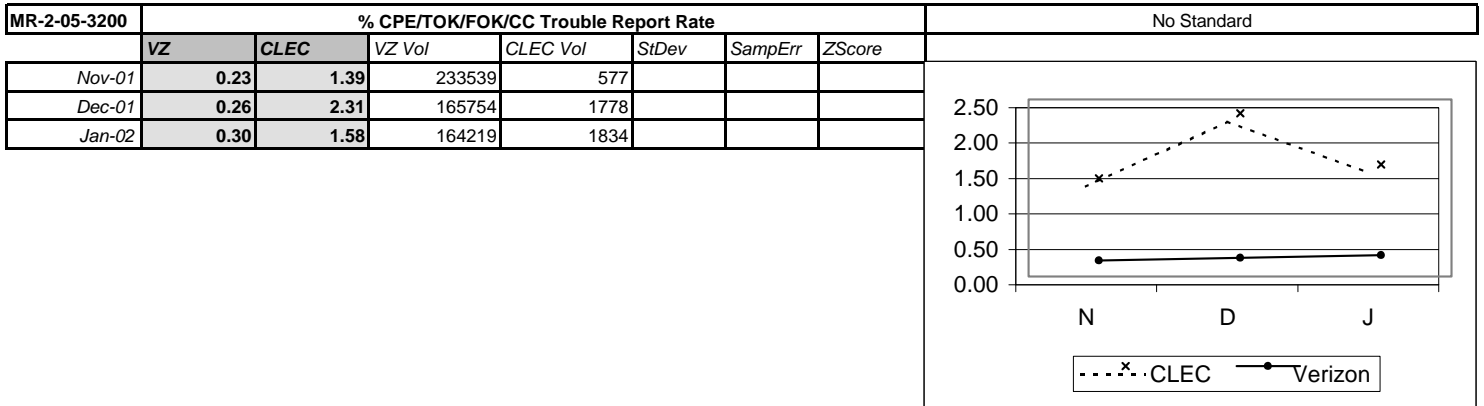 MR-2-05-3200 % CPE/TOK/FOK/CC Trouble Report Rate No Standard
VZ CLEC VZ Vol CLEC Vol StDev SampErr ZScore
Nov-01 0.23 1.39 233539 577
Dec-01 0.26 2.31 165754 1778
Jan-02 0.30 1.58 164219 1834
2.50
2.00
1.50
1.00
0.50
0.00
N D J
CLEC Verizon